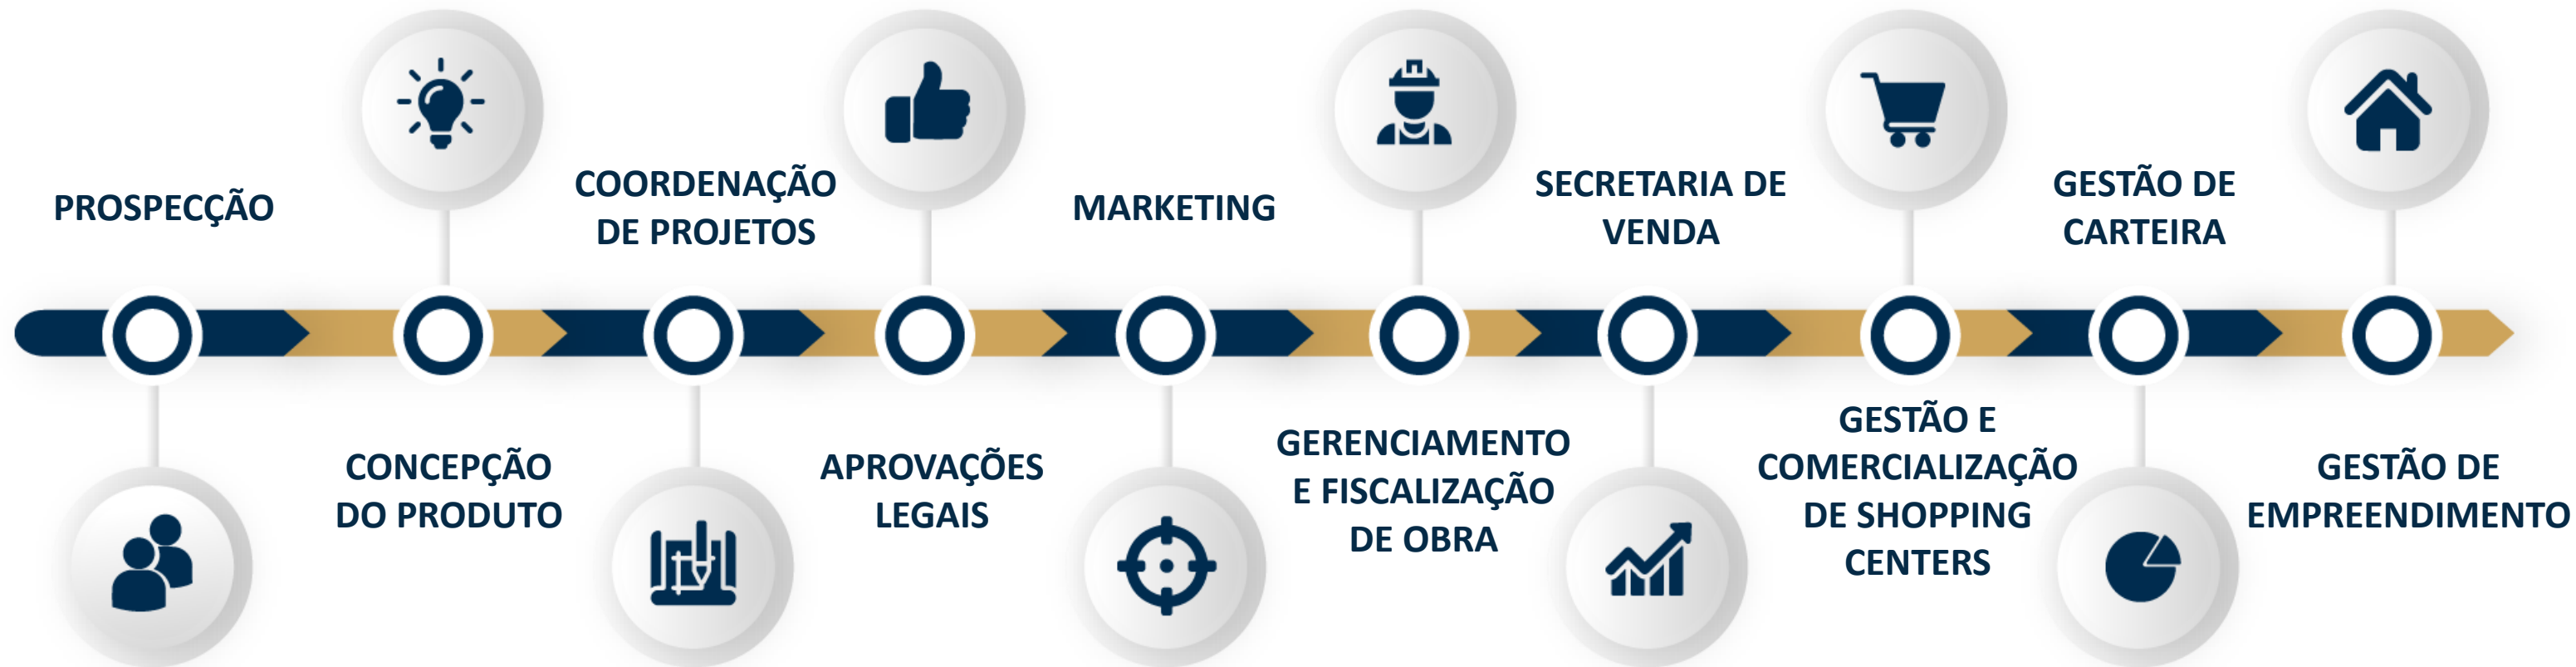 PROSPECÇÃO
CONCEPÇÃO
DO PRODUTO
COORDENAÇÃO
DE PROJETOS
APROVAÇÕES
LEGAIS
MARKETING
GERENCIAMENTO
E FISCALIZAÇÃO
DE OBRA
SECRETARIA DE
VENDA
GESTÃO E
COMERCIALIZAÇÃO
DE SHOPPING
CENTERS
GESTÃO DE
CARTEIRA
GESTÃO DE
EMPREENDIMENTO